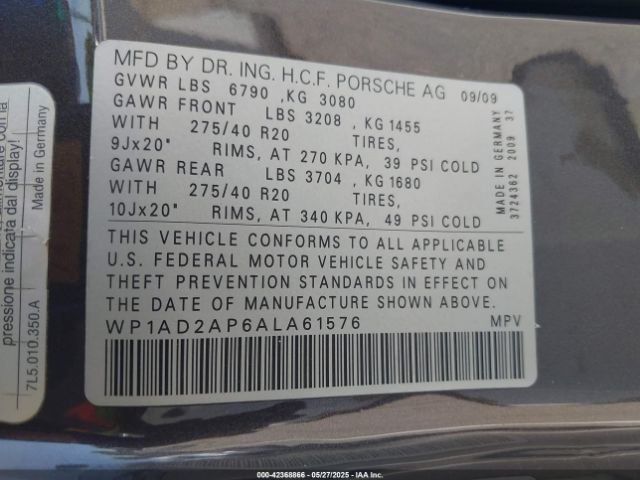 MFD BY DR. ING. H.C.F. PORSCHE AG 09/09
GVWR LBS 6790 ,KG 3080
GAWR FRONT LBS 3208 , KG 1455
WITH 275/40 R20 TIRES,
9Jx20" RIMS, AT 270 KPA, 39 PSI COLD
GAWR REAR LBS 3704 , KG 1680
WITH 275/40 R20 TIRES,
10Jx20" RIMS, AT 340 KPA, 49 PSI COLD
THIS VEHICLE CONFORMS TO ALL APPLICABLE
U.S. FEDERAL MOTOR VEHICLE SAFETY AND
THEFT PREVENTION STANDARDS IN EFFECT ON
THE DATE OF MANUFACTURE SHOWN ABOVE.
WP1AD2AP6ALA61576 MPV
MADE IN GERMANY
3724362 2009 37
con la
pressione indicata dal display!
Made in Germany
7L5.010.350.A
000-42368866 — 05/27/2025 — IAA Inc.